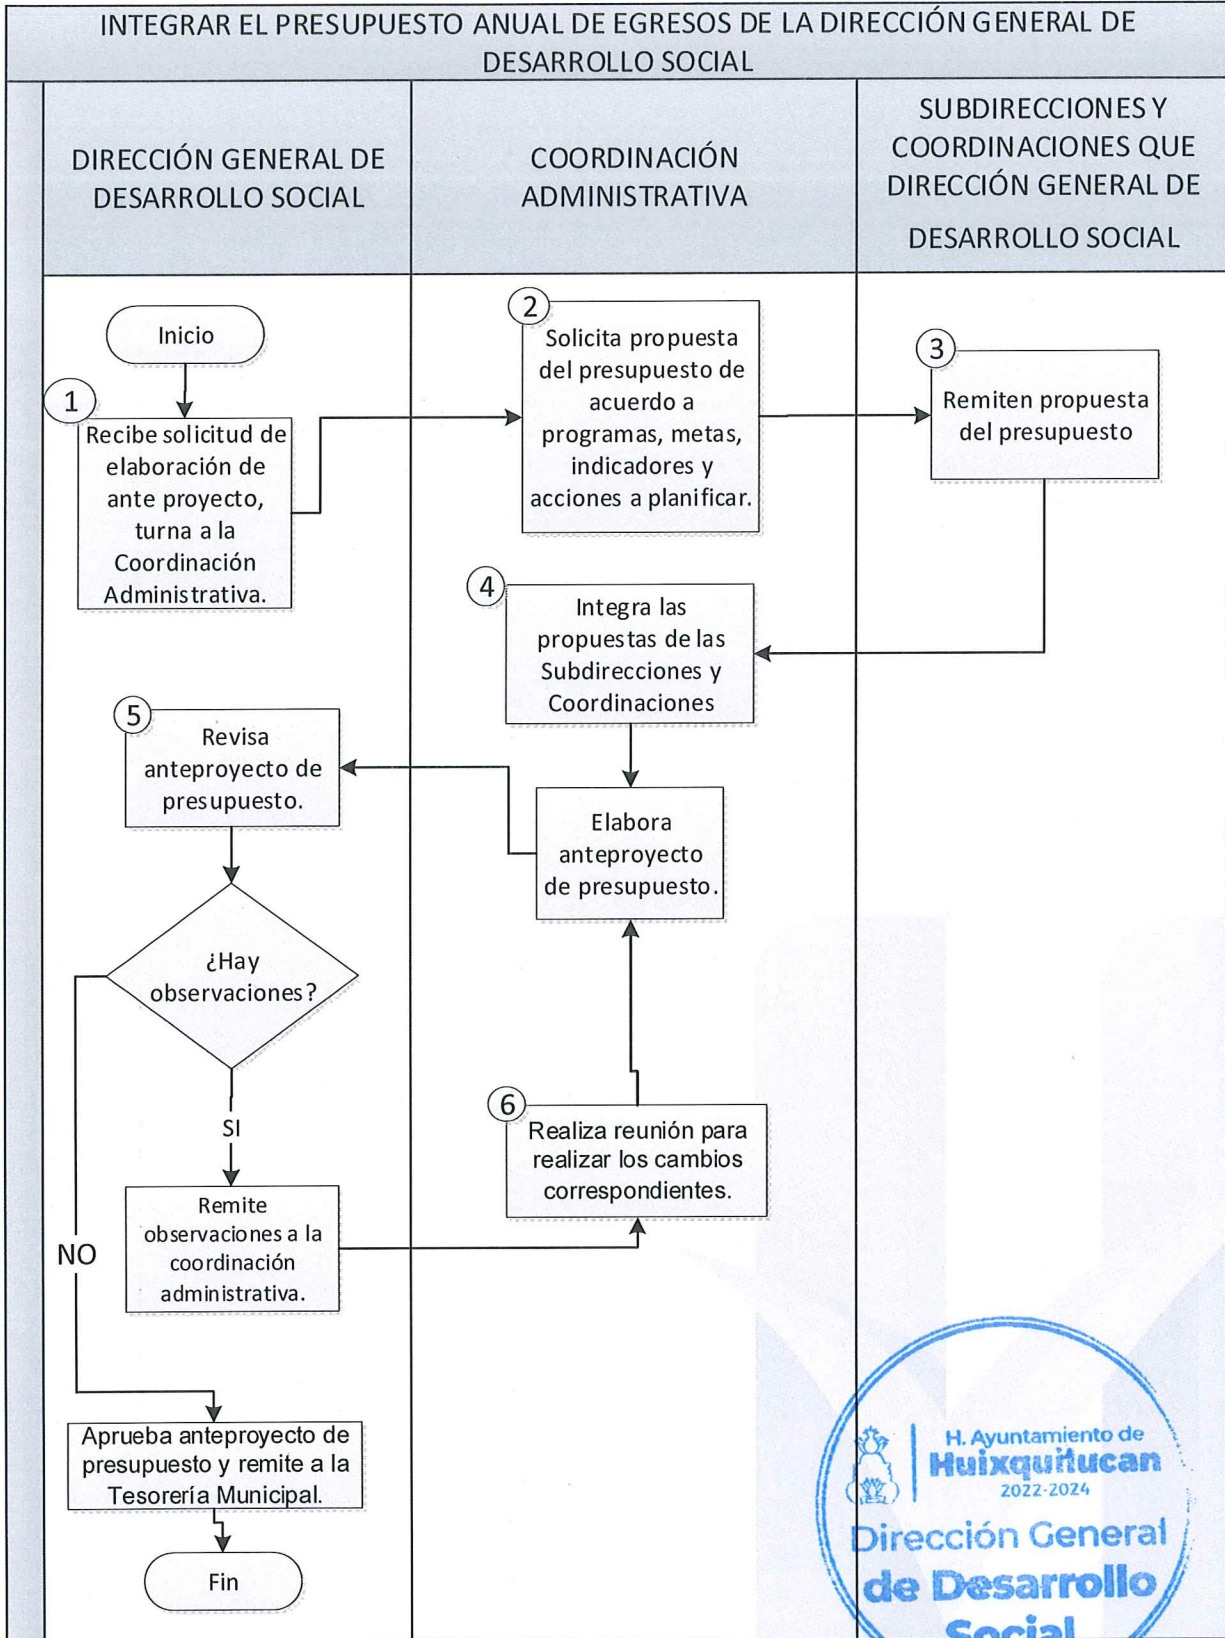 INTEGRAR EL PRESUPUESTO ANUAL DE EGRESOS DE LA DIRECCIÓN GENERAL DE
DESARROLLO SOCIAL
DIRECCIÓN GENERAL DE
DESARROLLO SOCIAL
COORDINACIÓN
ADMINISTRATIVA
SUBDIRECCIONES Y
COORDINACIONES QUE
DIRECCIÓN GENERAL DE
DESARROLLO SOCIAL
Inicio
1
Recibe solicitud de
elaboración de
ante proyecto,
turna a la
Coordinación
Administrativa.
2
Solicita propuesta
del presupuesto de
acuerdo a
programas, metas,
indicadores y
acciones a planificar.
3
Remiten propuesta
del presupuesto
4
Integra las
propuestas de las
Subdirecciones y
Coordinaciones
Elabora
anteproyecto
de presupuesto.
5
Revisa
anteproyecto de
presupuesto.
¿Hay
observaciones?
SI
NO
Remite
observaciones a la
coordinación
administrativa.
6
Realiza reunión para
realizar los cambios
correspondientes.
Aprueba anteproyecto de
presupuesto y remite a la
Tesorería Municipal.
Fin
H. Ayuntamiento de
Huixquilucan
2022-2024
Dirección General
de Desarrollo
Social